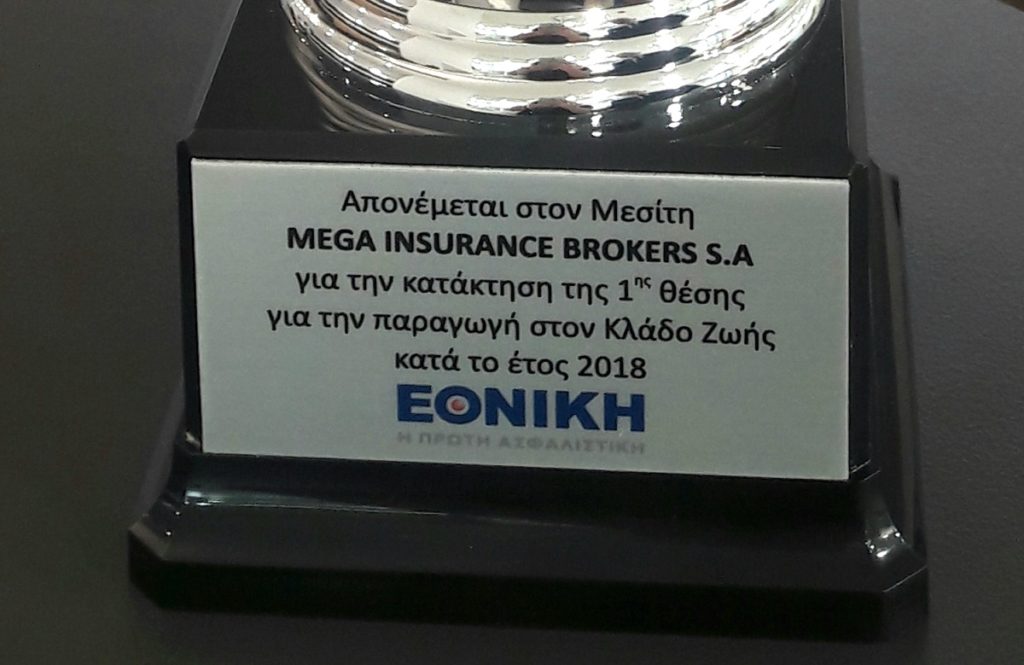 Απονέμεται στον Μεσίτη
MEGA INSURANCE BROKERS S.A
για την κατάκτηση της 1ης θέσης
για την παραγωγή στον Κλάδο Ζωής
κατά το έτος 2018
ΕΘΝΙΚΗ
Η ΠΡΩΤΗ ΑΣΦΑΛΙΣΤΙΚΗ